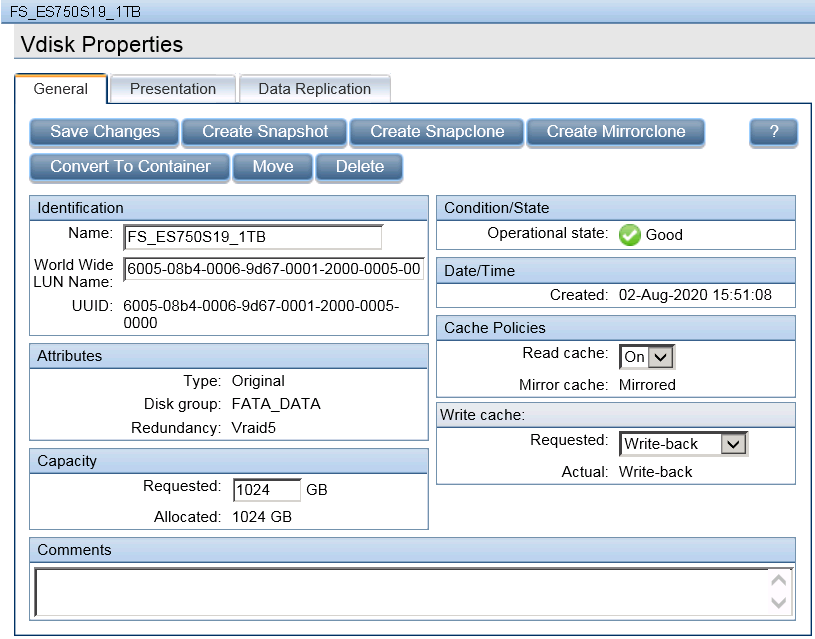 FS_ES750S19_1TB
Vdisk Properties
General Presentation Data Replication
Save Changes Create Snapshot Create Snapclone Create Mirrorclone ?
Convert To Container Move Delete
Identification
Name: FS_ES750S19_1TB
World Wide
LUN Name: 6005-08b4-0006-9d67-0001-2000-0005-00
UUID: 6005-08b4-0006-9d67-0001-2000-0005-
0000
Attributes
Type: Original
Disk group: FATA_DATA
Redundancy: Vraid5
Capacity
Requested: 1024 GB
Allocated: 1024 GB
Condition/State
Operational state: Good
Date/Time
Created: 02-Aug-2020 15:51:08
Cache Policies
Read cache: On
Mirror cache: Mirrored
Write cache:
Requested: Write-back
Actual: Write-back
Comments